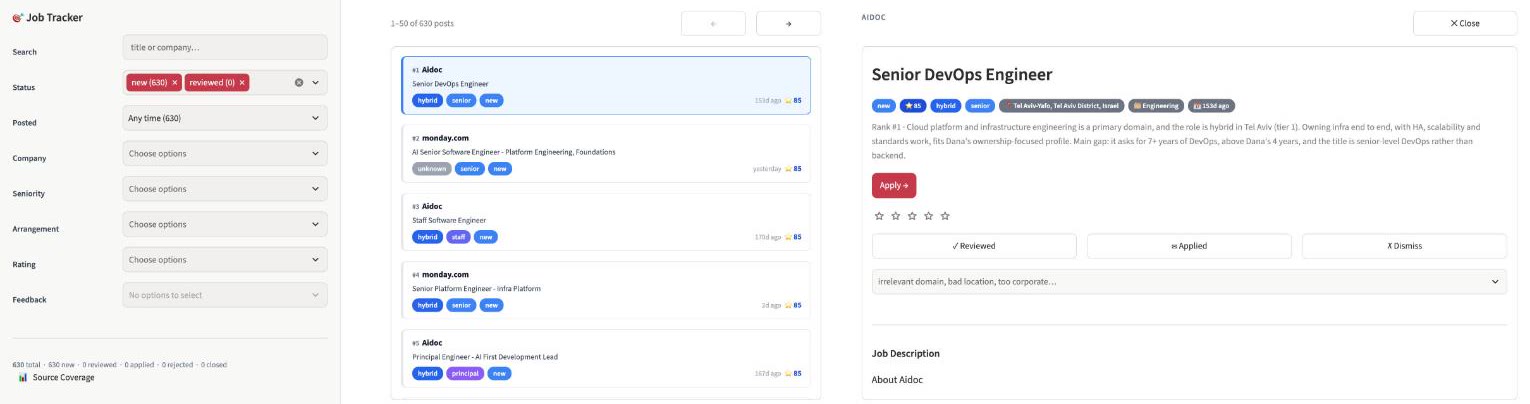 🎯 Job Tracker
Search
title or company...
Status
new (630) ×
reviewed (0) ×
Posted
Any time (630)
Company
Choose options
Seniority
Choose options
Arrangement
Choose options
Rating
Choose options
Feedback
No options to select
630 total · 630 new · 0 reviewed · 0 applied · 0 rejected · 0 closed
📊 Source Coverage
1–50 of 630 posts
←
→
#1 Aidoc
Senior DevOps Engineer
hybrid senior new 153d ago ⭐ 85
#2 monday.com
AI Senior Software Engineer - Platform Engineering, Foundations
unknown senior new yesterday ⭐ 85
#3 Aidoc
Staff Software Engineer
hybrid staff new 170d ago ⭐ 85
#4 monday.com
Senior Platform Engineer - Infra Platform
hybrid senior new 2d ago ⭐ 85
#5 Aidoc
Principal Engineer - AI First Development Lead
hybrid principal new 167d ago ⭐ 85
AIDOC
✕ Close
Senior DevOps Engineer
new ★ 85 hybrid senior 📍 Tel Aviv-Yafo, Tel Aviv District, Israel Engineering 📅 153d ago
Rank #1 · Cloud platform and infrastructure engineering is a primary domain, and the role is hybrid in Tel Aviv (tier 1). Owning infra end to end, with HA, scalability and
standards work, fits Dana's ownership-focused profile. Main gap: it asks for 7+ years of DevOps, above Dana's 4 years, and the title is senior-level DevOps rather than
backend.
Apply →
☆ ☆ ☆ ☆ ☆
✓ Reviewed
✉ Applied
✗ Dismiss
irrelevant domain, bad location, too corporate...
Job Description
About Aidoc